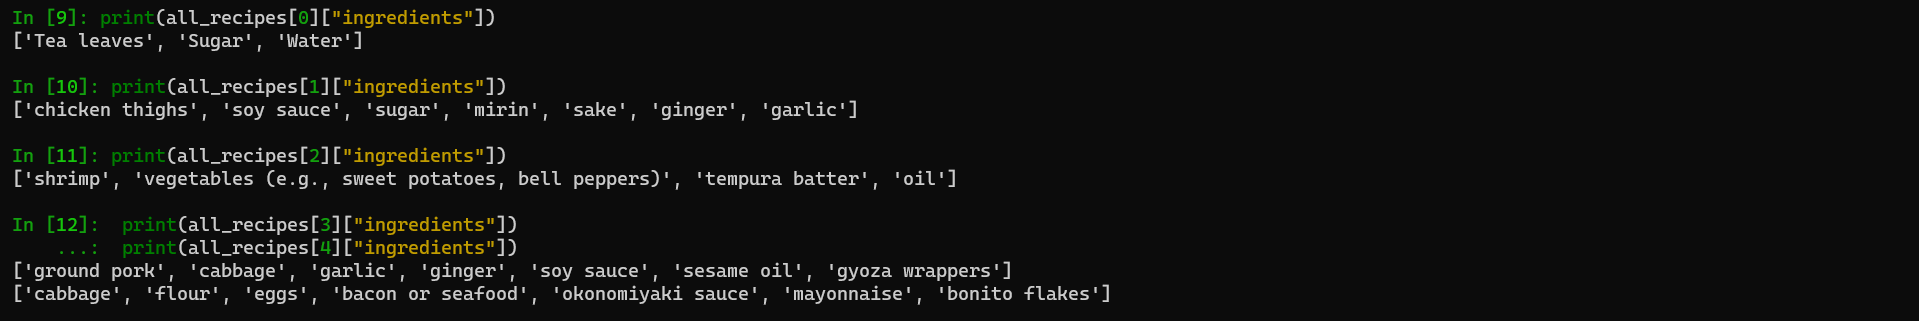 In [9]: print(all_recipes[0]["ingredients"])
['Tea leaves', 'Sugar', 'Water']
In [10]: print(all_recipes[1]["ingredients"])
['chicken thighs', 'soy sauce', 'sugar', 'mirin', 'sake', 'ginger', 'garlic']
In [11]: print(all_recipes[2]["ingredients"])
['shrimp', 'vegetables (e.g., sweet potatoes, bell peppers)', 'tempura batter', 'oil']
In [12]:  print(all_recipes[3]["ingredients"])
    ...:  print(all_recipes[4]["ingredients"])
['ground pork', 'cabbage', 'garlic', 'ginger', 'soy sauce', 'sesame oil', 'gyoza wrappers']
['cabbage', 'flour', 'eggs', 'bacon or seafood', 'okonomiyaki sauce', 'mayonnaise', 'bonito flakes']